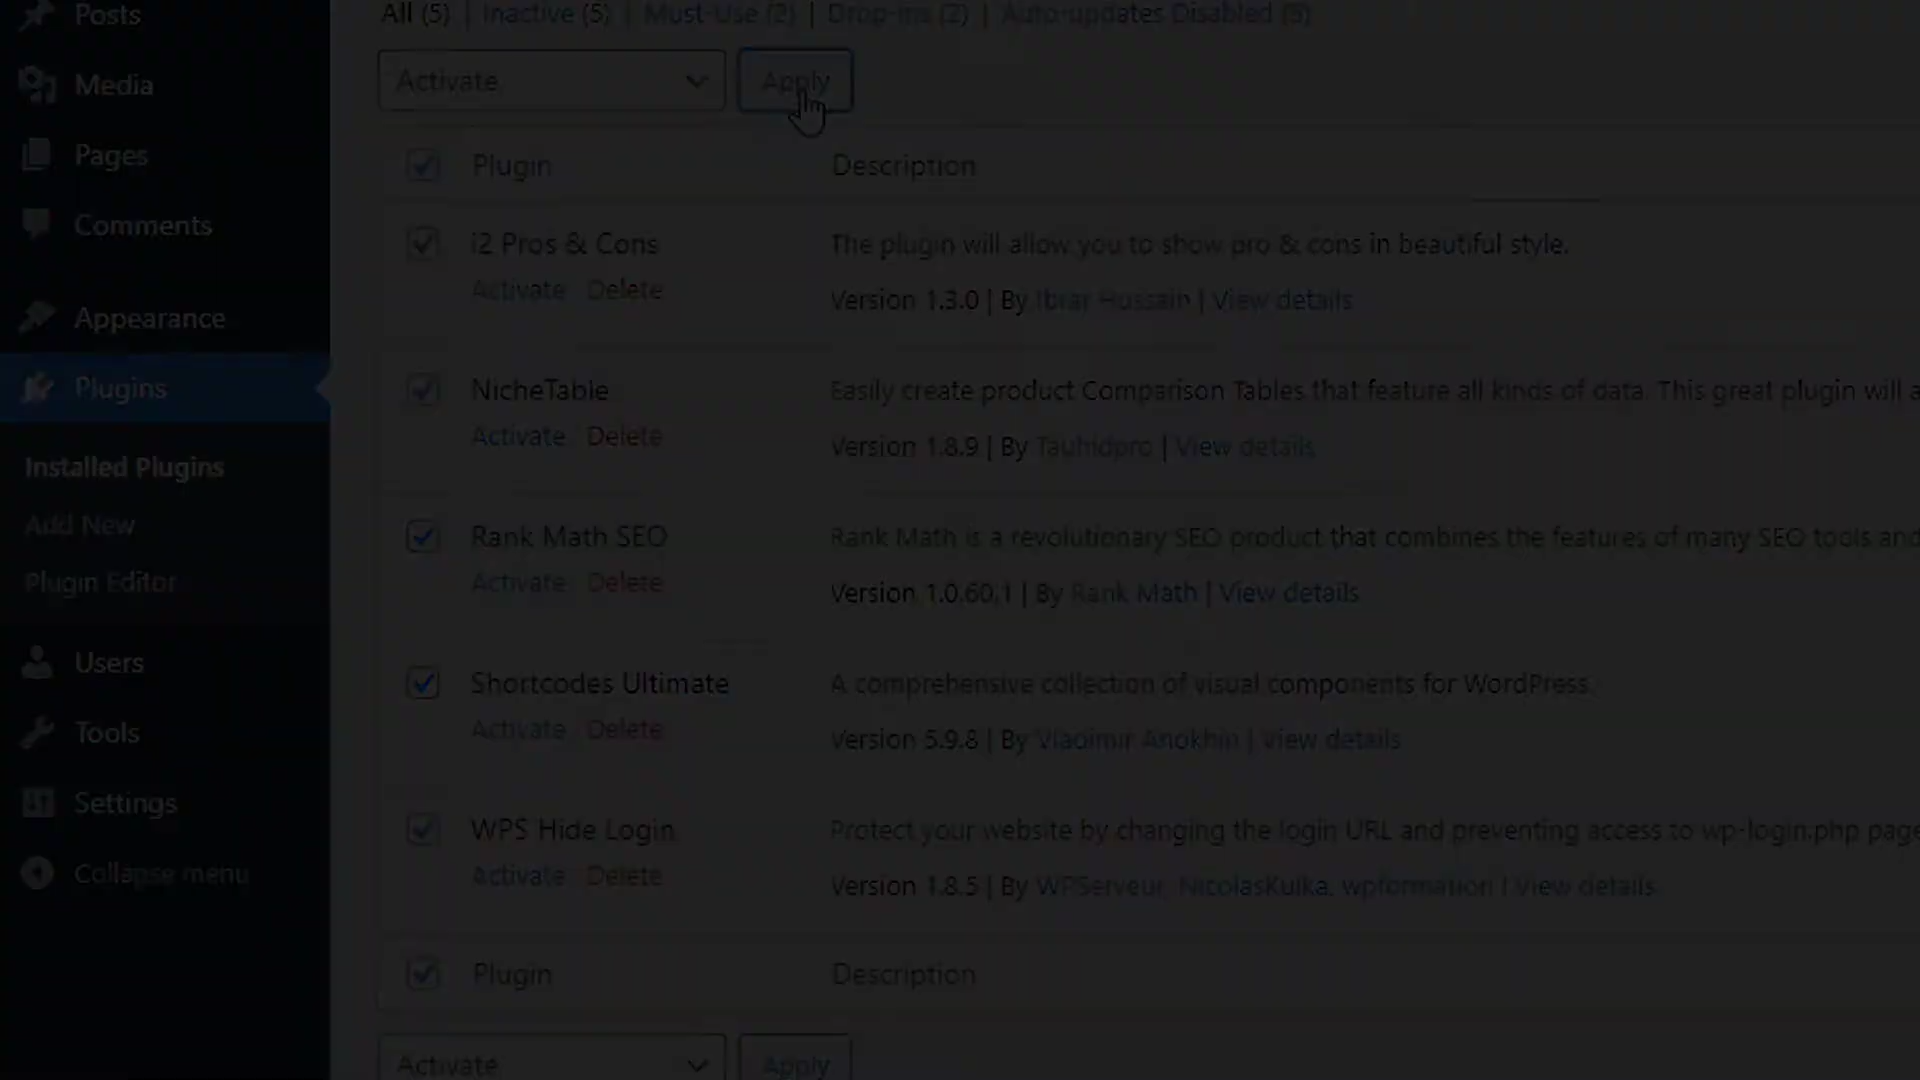 Posts
Media
Pages
Comments
Appearance
Plugins
Installed Plugins
Add New
Plugin Editor
Users
Tools
Settings
Collapse menu
All (5) | Inactive (5) | Must-Use (2) | Drop-ins (2) | Auto-updates Disabled (5)
Activate Apply
Plugin Description
i2 Pros & Cons The plugin will allow you to show pro & cons in beautiful style.
Activate | Delete Version 1.3.0 | By Ibrar Hussain | View details
NicheTable Easily create product Comparison Tables that feature all kinds of data. This great plugin will a
Activate | Delete Version 1.8.9 | By Tauhidpro | View details
Rank Math SEO Rank Math is a revolutionary SEO product that combines the features of many SEO tools and
Activate | Delete Version 1.0.60.1 | By Rank Math | View details
Shortcodes Ultimate A comprehensive collection of visual components for WordPress.
Activate | Delete Version 5.9.8 | By Vladimir Anokhin | View details
WPS Hide Login Protect your website by changing the login URL and preventing access to wp-login.php page
Activate | Delete Version 1.8.5 | By WPServeur, NicolasKulka, wpformation | View details
Plugin Description
Activate Apply